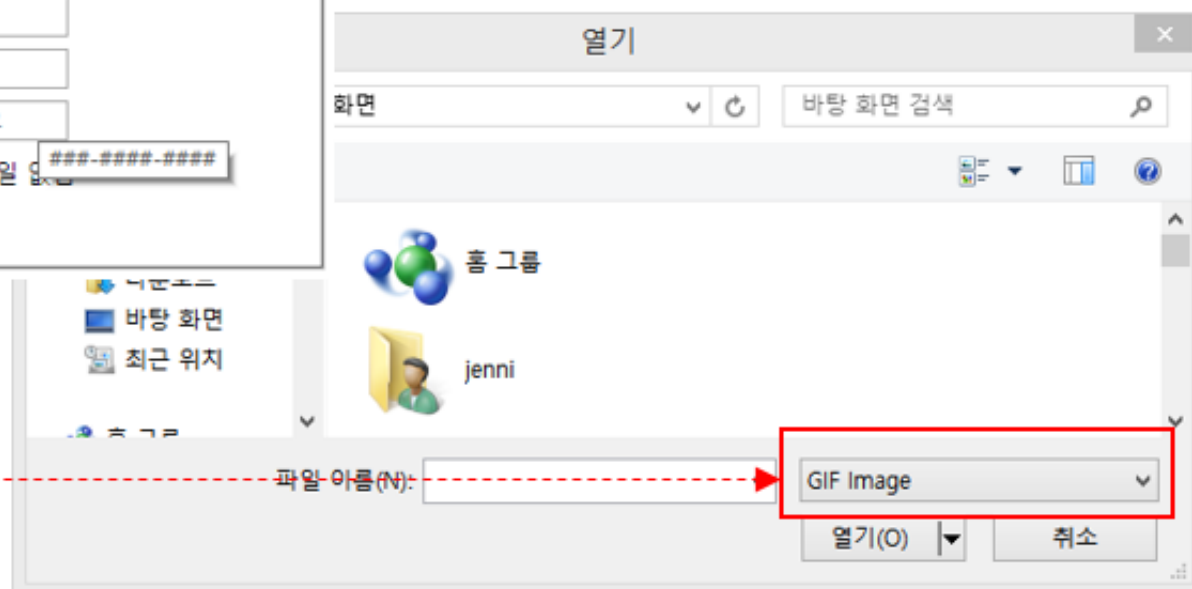 열기
화면
바탕 화면 검색
###-####-####
일
홈 그룹
바탕 화면
최근 위치
jenni
파일 이름(N):
GIF Image
열기(O)
취소